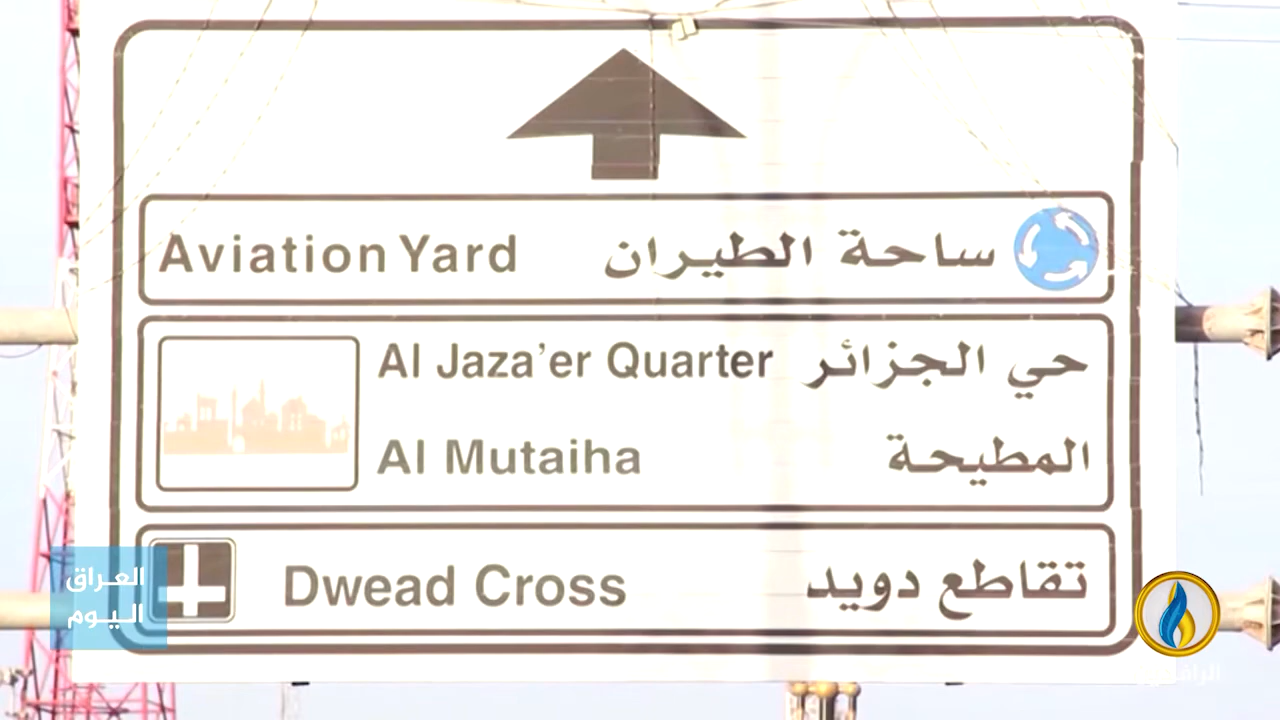 Aviation Yard ساحة الطيران
Al Jaza'er Quarter حي الجزائر
Al Mutaiha المطيحة
Dwead Cross تقاطع دويد
العراق
اليوم